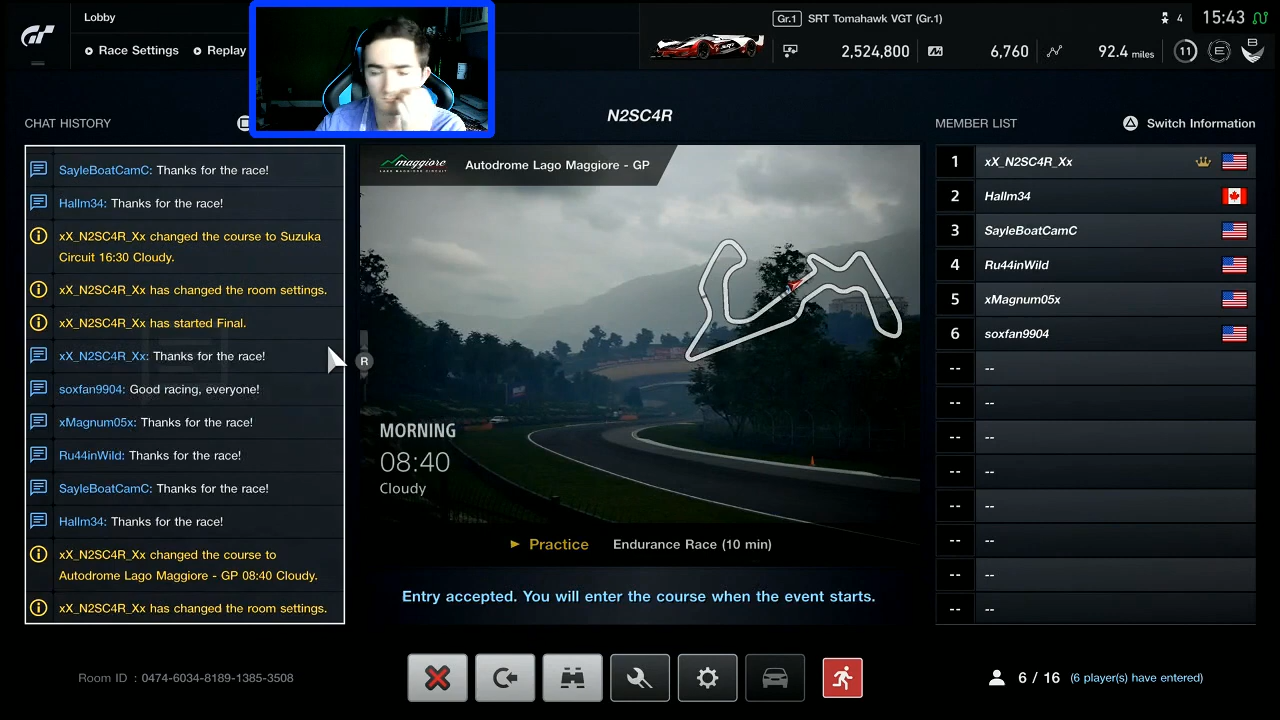 Lobby
Race Settings
Replay
Gr.1 SRT Tomahawk VGT (Gr.1)
4
15:43
2,524,800
6,760
92.4 miles
11
E
B
N2SC4R
CHAT HISTORY
MEMBER LIST
Switch Information
SayleBoatCamC: Thanks for the race!
Hallm34: Thanks for the race!
xX_N2SC4R_Xx changed the course to Suzuka
Circuit 16:30 Cloudy.
xX_N2SC4R_Xx has changed the room settings.
xX_N2SC4R_Xx has started Final.
xX_N2SC4R_Xx: Thanks for the race!
soxfan9904: Good racing, everyone!
xMagnum05x: Thanks for the race!
Ru44inWild: Thanks for the race!
SayleBoatCamC: Thanks for the race!
Hallm34: Thanks for the race!
xX_N2SC4R_Xx changed the course to
Autodrome Lago Maggiore - GP 08:40 Cloudy.
xX_N2SC4R_Xx has changed the room settings.
R
maggiore
LAGO MAGGIORE CIRCUIT
Autodrome Lago Maggiore - GP
MORNING
08:40
Cloudy
Practice Endurance Race (10 min)
Entry accepted. You will enter the course when the event starts.
1 xX_N2SC4R_Xx
2 Hallm34
3 SayleBoatCamC
4 Ru44inWild
5 xMagnum05x
6 soxfan9904
-- --
-- --
-- --
-- --
-- --
-- --
-- --
-- --
Room ID : 0474-6034-8189-1385-3508
6 / 16 (6 player(s) have entered)